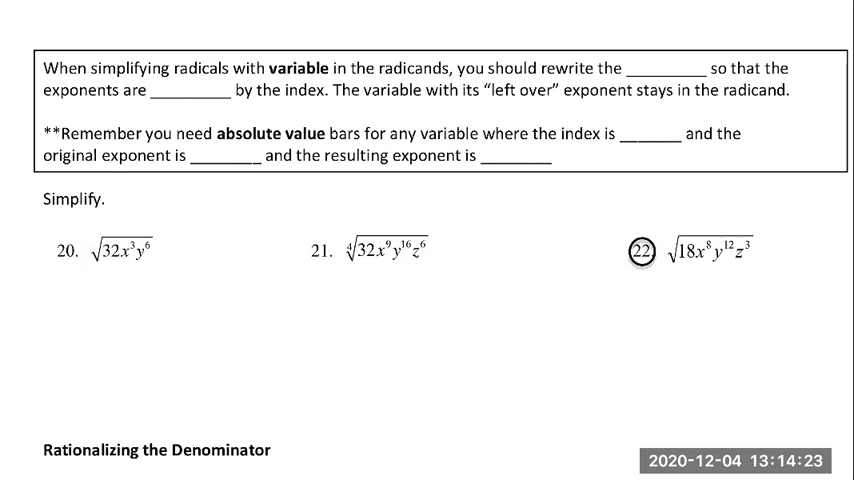 When simplifying radicals with variable in the radicands, you should rewrite the _________ so that the
exponents are _________ by the index. The variable with its “left over” exponent stays in the radicand.
**Remember you need absolute value bars for any variable where the index is _______ and the
original exponent is ________ and the resulting exponent is ________
Simplify.
20. √32x³y⁶ 21. ∜32x⁹y¹⁶z⁶ 22 √18x⁸y¹²z³
Rationalizing the Denominator
2020-12-04 13:14:23